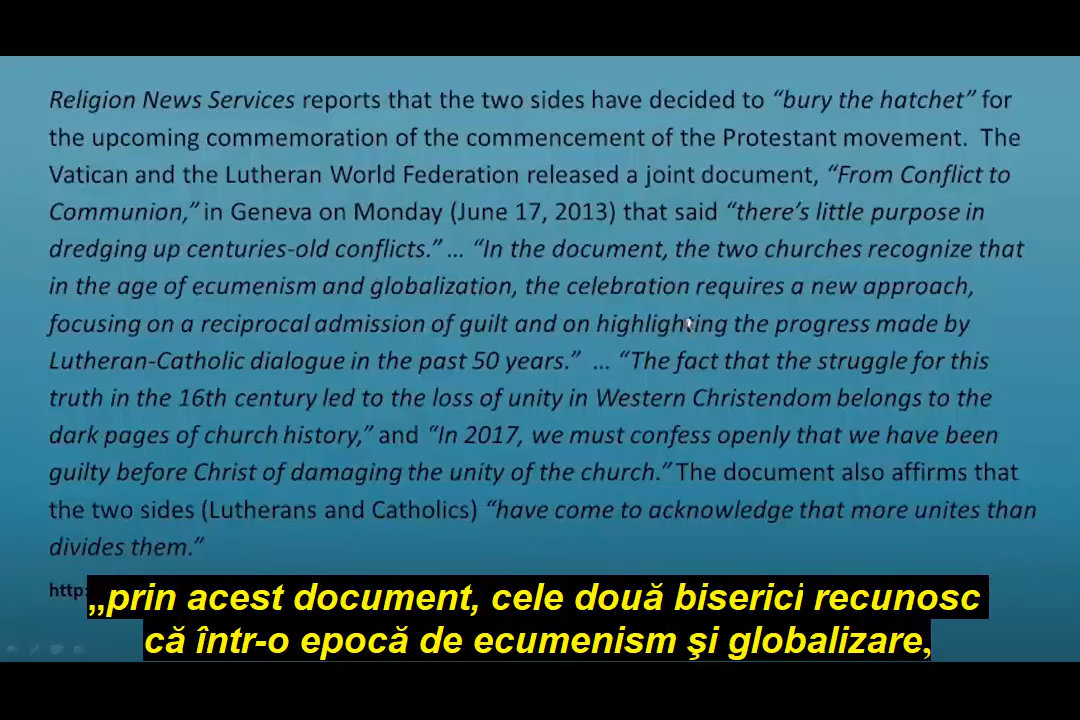 Religion News Services reports that the two sides have decided to “bury the hatchet” for
the upcoming commemoration of the commencement of the Protestant movement. The
Vatican and the Lutheran World Federation released a joint document, “From Conflict to
Communion,” in Geneva on Monday (June 17, 2013) that said “there’s little purpose in
dredging up centuries-old conflicts.” … “In the document, the two churches recognize that
in the age of ecumenism and globalization, the celebration requires a new approach,
focusing on a reciprocal admission of guilt and on highlighting the progress made by
Lutheran-Catholic dialogue in the past 50 years.” … “The fact that the struggle for this
truth in the 16th century led to the loss of unity in Western Christendom belongs to the
dark pages of church history,” and “In 2017, we must confess openly that we have been
guilty before Christ of damaging the unity of the church.” The document also affirms that
the two sides (Lutherans and Catholics) “have come to acknowledge that more unites than
divides them.”
http:
„prin acest document, cele două biserici recunosc
că într-o epocă de ecumenism şi globalizare,